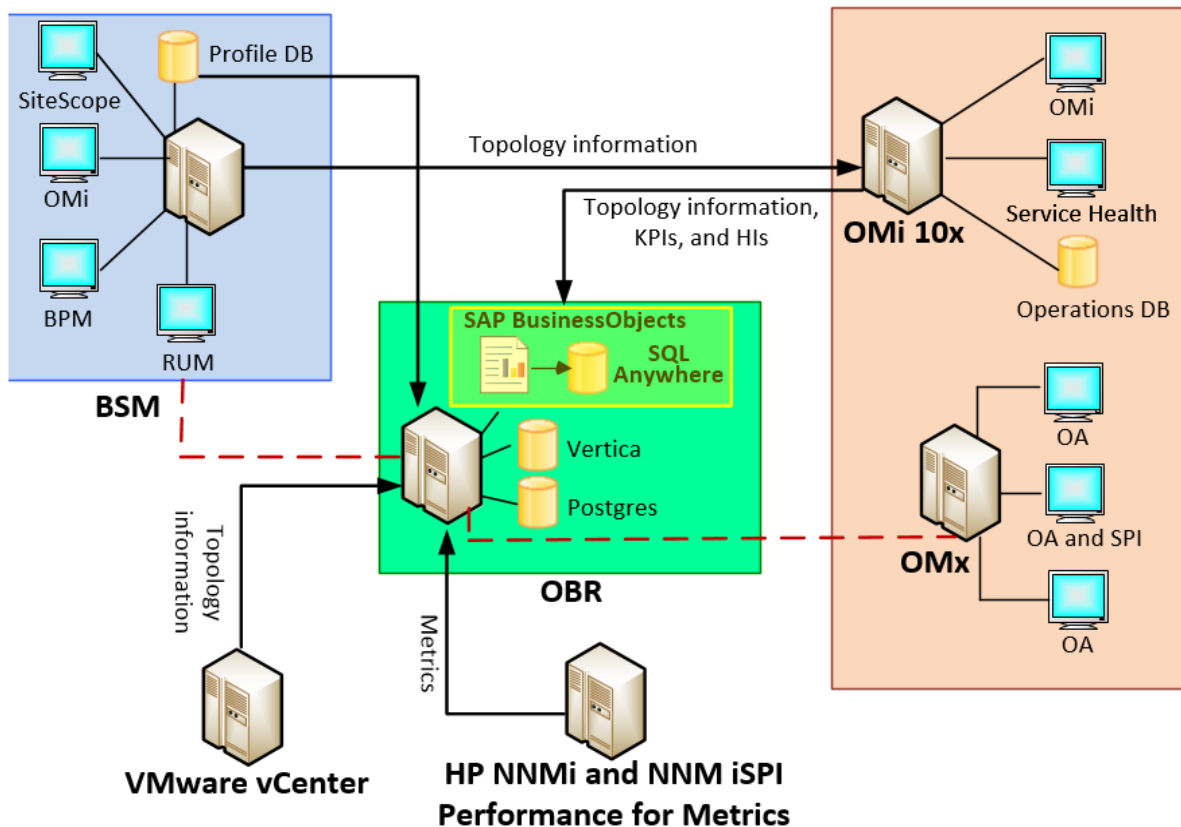 Profile DB
SiteScope
OMi
BPM
RUM
BSM
Topology information
Topology information,
KPIs, and HIs
OMi
Service Health
OMi 10x
Operations DB
SAP BusinessObjects
SQL
Anywhere
Vertica
Postgres
OBR
OA
OA and SPI
OMx
OA
Topology
information
Metrics
VMware vCenter
HP NNMi and NNM iSPI
Performance for Metrics